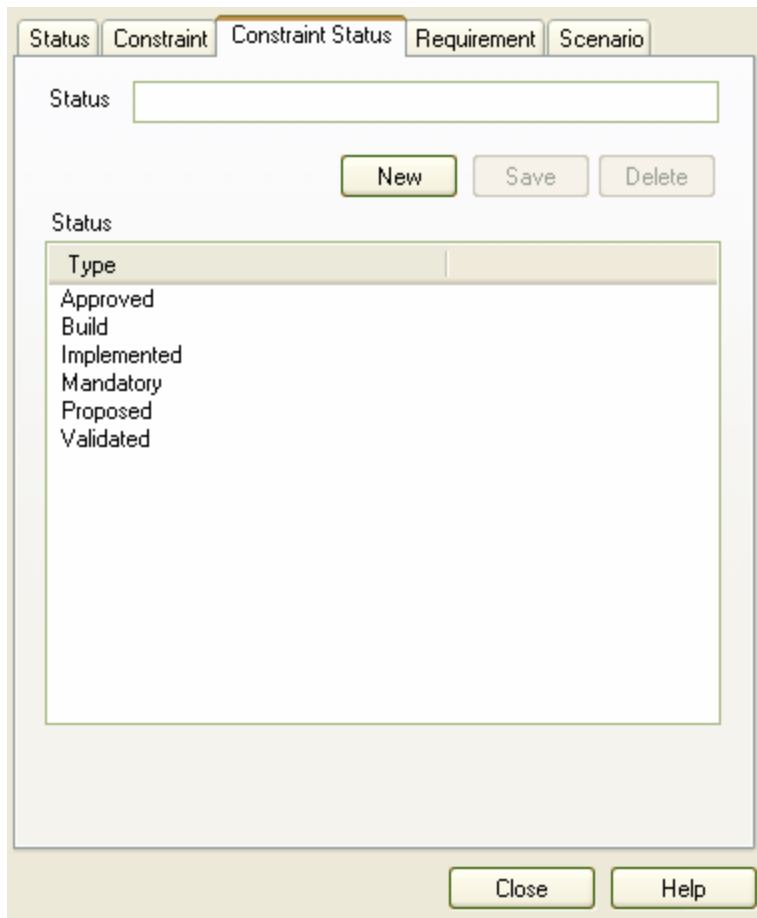 Status Constraint Constraint Status Requirement Scenario
Status
New Save Delete
Status
Type
Approved
Build
Implemented
Mandatory
Proposed
Validated
Close Help